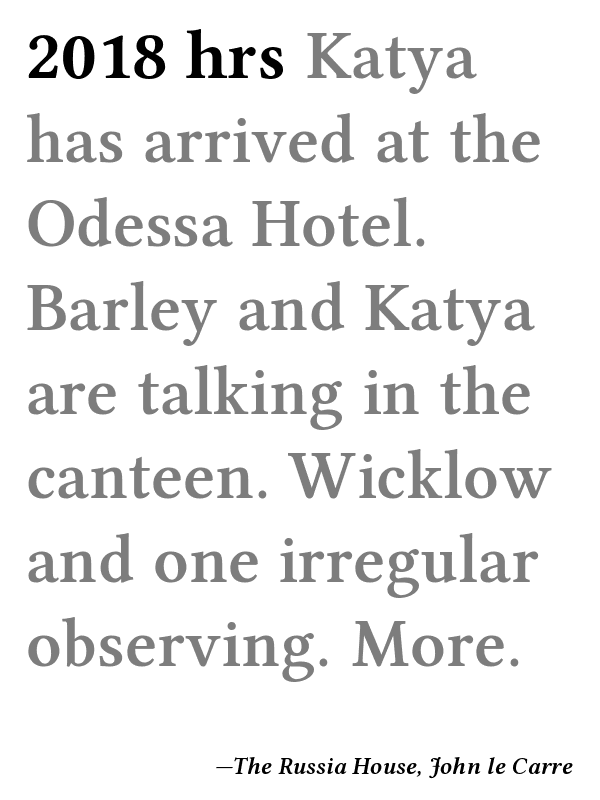 2018 hrs Katya
has arrived at the
Odessa Hotel.
Barley and Katya
are talking in the
canteen. Wicklow
and one irregular
observing. More.
—The Russia House, John le Carre